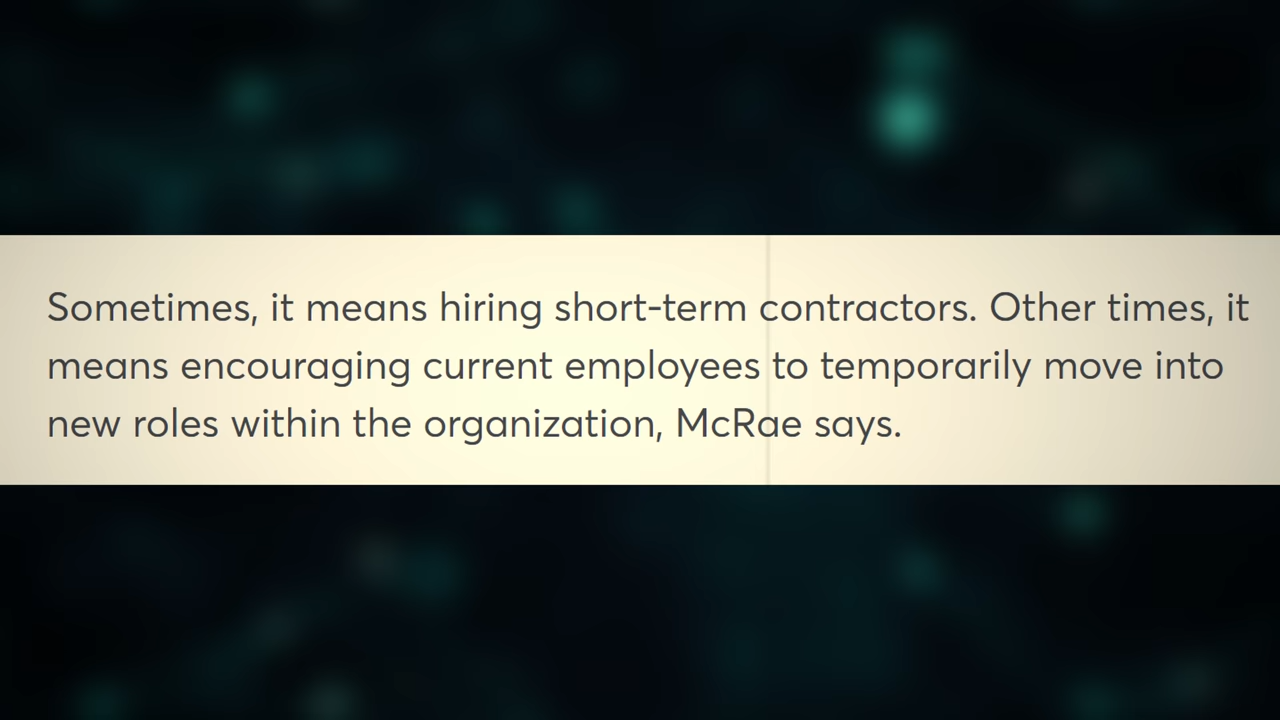 Sometimes, it means hiring short-term contractors. Other times, it
means encouraging current employees to temporarily move into
new roles within the organization, McRae says.